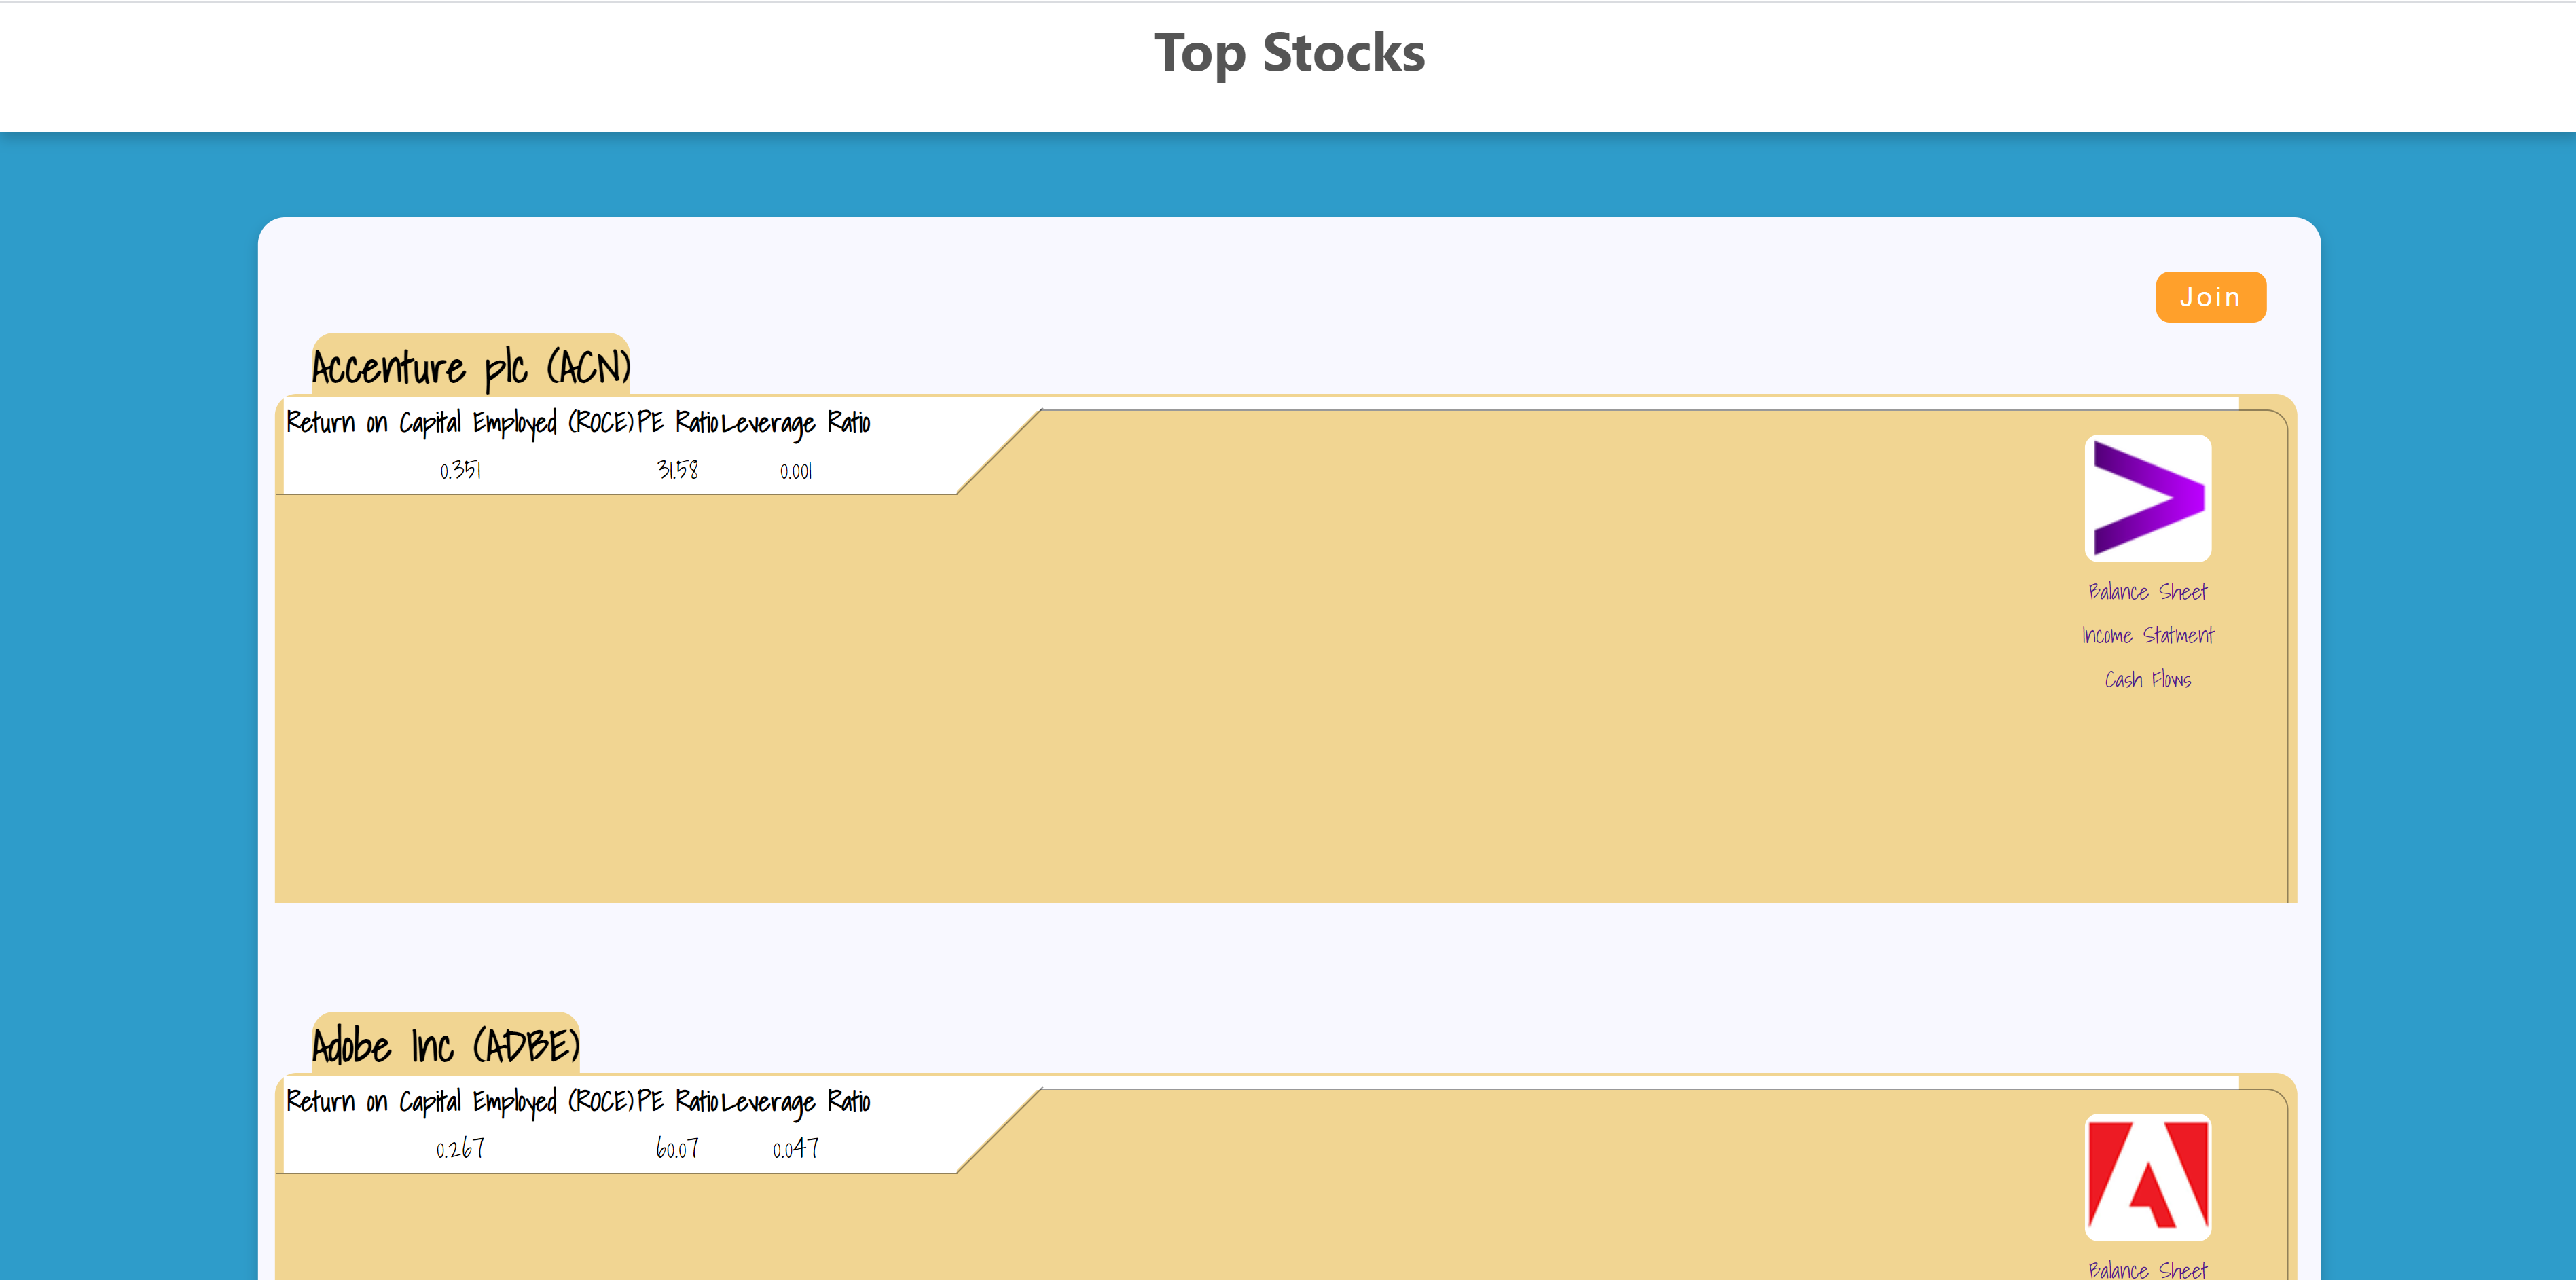 Top Stocks
Join
Accenture plc (ACN)
Return on Capital Employed (ROCE) PE Ratio Leverage Ratio
0.351 31.58 0.001
Balance Sheet
Income Statment
Cash Flows
Adobe Inc (ADBE)
Return on Capital Employed (ROCE) PE Ratio Leverage Ratio
0.267 60.07 0.047
Balance Sheet